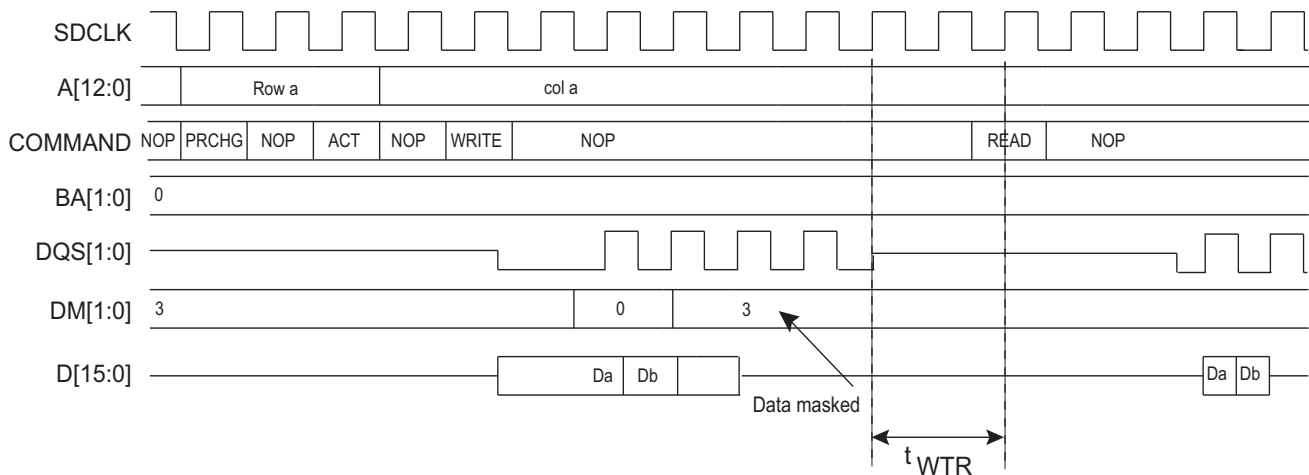 SDCLK
A[12:0] Row a col a
COMMAND NOP PRCHG NOP ACT NOP WRITE NOP READ NOP
BA[1:0] 0
DQS[1:0]
DM[1:0] 3 0 3
D[15:0] Da Db Da Db
Data masked
t WTR